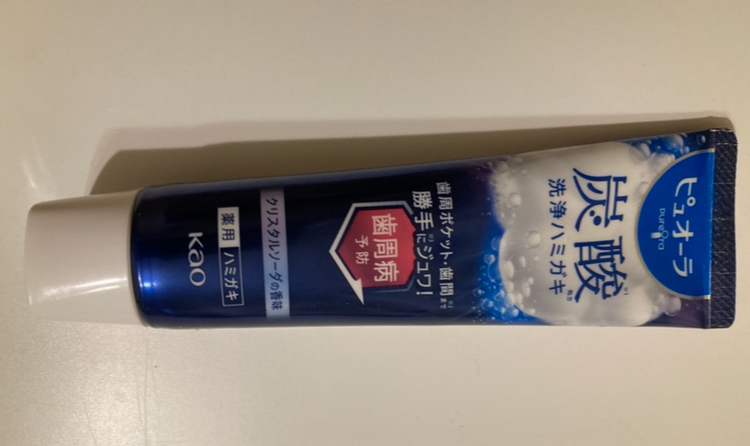 ピュオーラ
PureOra
炭酸
洗浄ハミガキ
歯周ポケット・歯間まで
勝手にジュワ!
歯周病
予防
クリスタルソーダの香味
薬用 ハミガキ
Kao